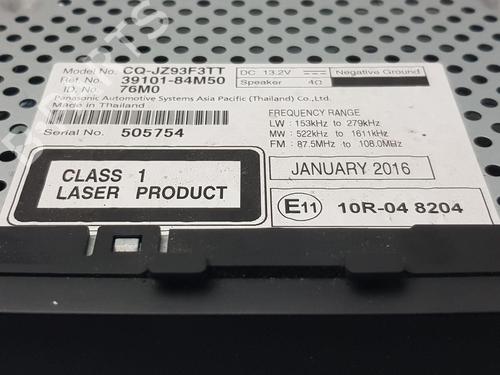 Model No. CQ-JZ93F3TT
Ref. No. 39101-84M50
I.D. No. 76M0
Panasonic Automotive Systems Asia Pacific (Thailand) Co.,Ltd.
Made in Thailand
Serial No. 505754
DC 13.2V Negative Ground
Speaker 4Ω
FREQUENCY RANGE
LW : 153kHz to 279kHz
MW : 522kHz to 1611kHz
FM : 87.5MHz to 108.0MHz
CLASS 1
LASER PRODUCT
JANUARY 2016
E11 10R-04 8204